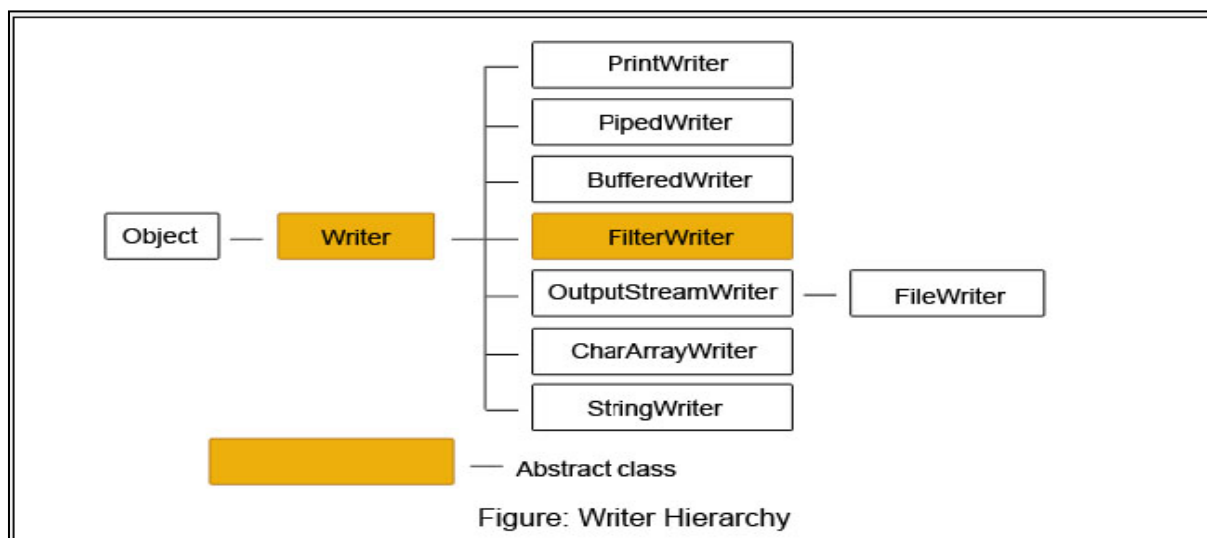 PrintWriter
PipedWriter
BufferedWriter
Object
Writer
FilterWriter
OutputStreamWriter
FileWriter
CharArrayWriter
StringWriter
Abstract class
Figure: Writer Hierarchy